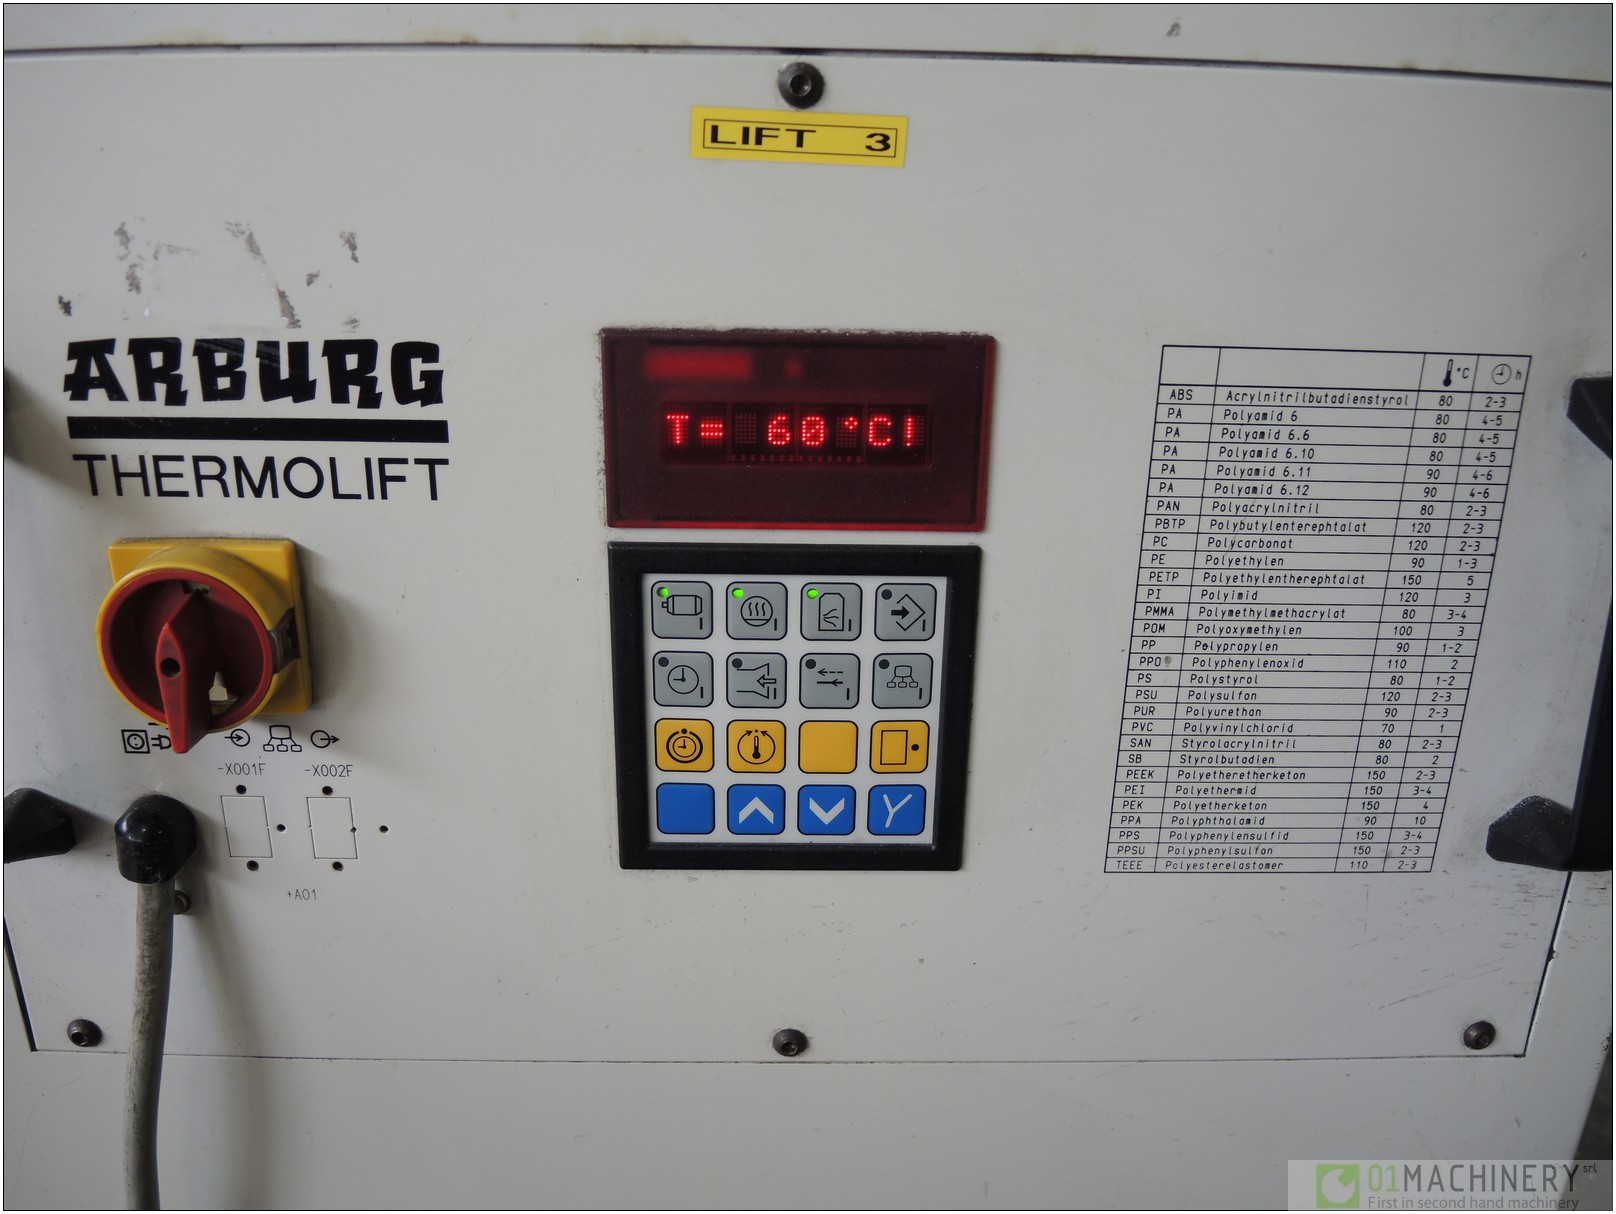 LIFT 3
ARBURG
THERMOLIFT
T= 60°C
-X001F -X002F
+A01
°C h
ABS Acrylnitrilbutadienstyrol 80 2-3
PA Polyamid 6 80 4-5
PA Polyamid 6.6 80 4-5
PA Polyamid 6.10 80 4-5
PA Polyamid 6.11 90 4-6
PA Polyamid 6.12 90 4-6
PAN Polyacrylnitril 80 2-3
PBTP Polybutylenterephtalat 120 2-3
PC Polycarbonat 120 2-3
PE Polyethylen 90 1-3
PETP Polyethylentherephtalat 150 5
PI Polyimid 120 3
PMMA Polymethylmethacrylat 80 3-4
POM Polyoxymethylen 100 3
PP Polypropylen 90 1-2
PPO Polyphenylenoxid 110 2
PS Polystyrol 80 1-2
PSU Polysulfon 120 2-3
PUR Polyurethan 90 2-3
PVC Polyvinylchlorid 70 1
SAN Styrolacrylnitril 80 2-3
SB Styrolbutadien 80 2
PEEK Polyetheretherketon 150 2-3
PEI Polyethermid 150 3-4
PEK Polyetherketon 150 4
PPA Polyphthalamid 90 10
PPS Polyphenylensulfid 150 3-4
PPSU Polyphenylsulfon 150 2-3
TEEE Polyesterelastomer 110 2-3
01MACHINERY srl
First in second hand machinery